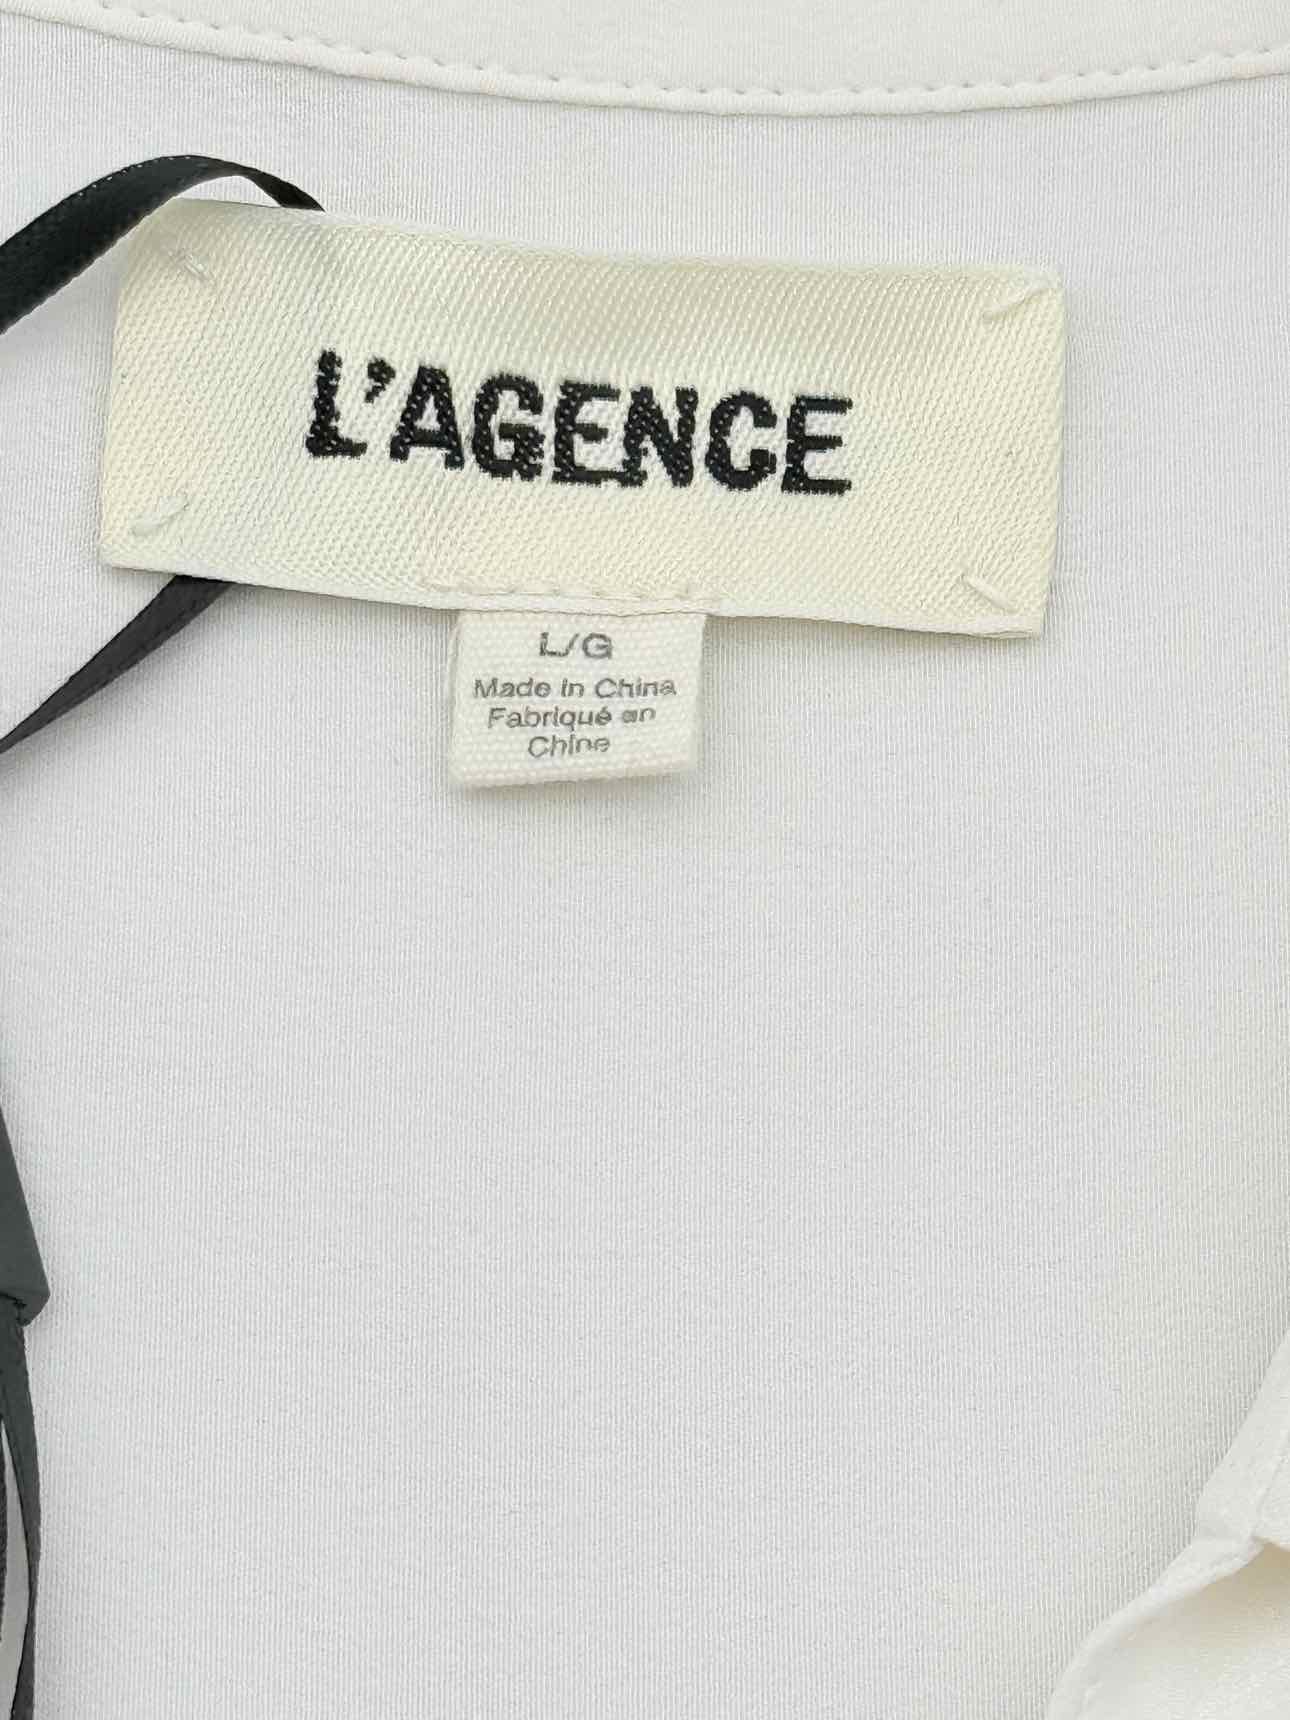 L'AGENCE
L/G
Made in China
Fabriqué en
Chine